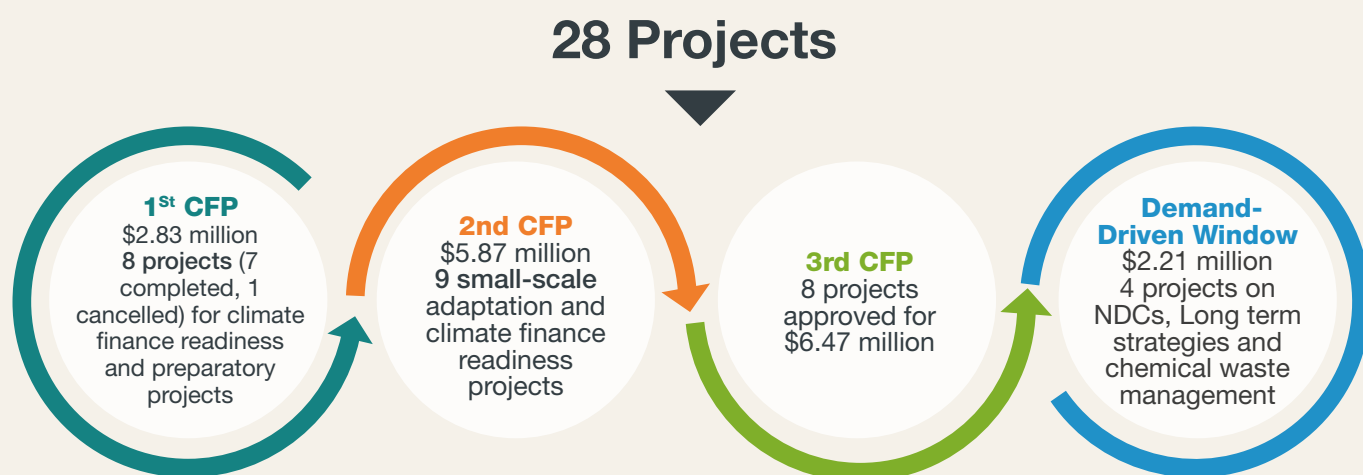 28 Projects
1St CFP
$2.83 million
8 projects (7
completed, 1
cancelled) for climate
finance readiness
and preparatory
projects
2nd CFP
$5.87 million
9 small-scale
adaptation and
climate finance
readiness
projects
3rd CFP
8 projects
approved for
$6.47 million
Demand-
Driven Window
$2.21 million
4 projects on
NDCs, Long term
strategies and
chemical waste
management